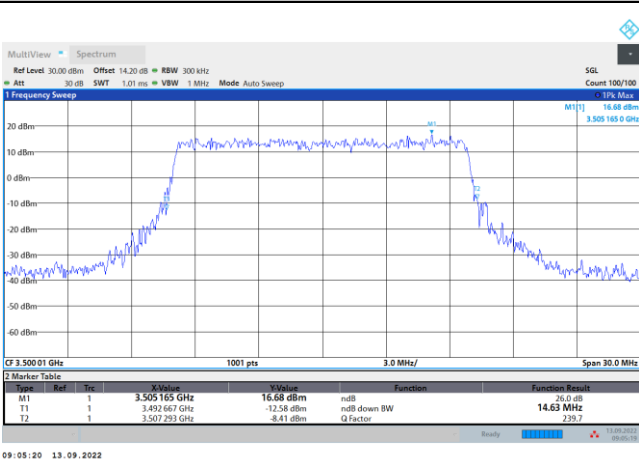 MultiView Spectrum
Ref Level 30.00 dBm Offset 14.20 dB RBW 300 kHz SGL
Att 30 dB SWT 1.01 ms VBW 1 MHz Mode Auto Sweep Count 100/100
1 Frequency Sweep 1Pk Max
M1[1] 16.68 dBm
3.505 165 0 GHz
M1
20 dBm
10 dBm
0 dBm
T2
-10 dBm
-20 dBm
-30 dBm
-40 dBm
-50 dBm
-60 dBm
CF 3.500 01 GHz 1001 pts 3.0 MHz/ Span 30.0 MHz
2 Marker Table
Type Ref Trc X-Value Y-Value Function Function Result
M1 1 3.505 165 GHz 16.68 dBm ndB 26.0 dB
T1 1 3.492 667 GHz -12.58 dBm ndB down BW 14.63 MHz
T2 1 3.507 293 GHz -8.41 dBm Q Factor 239.7
Ready 13.09.2022
09:05:19
09:05:20 13.09.2022